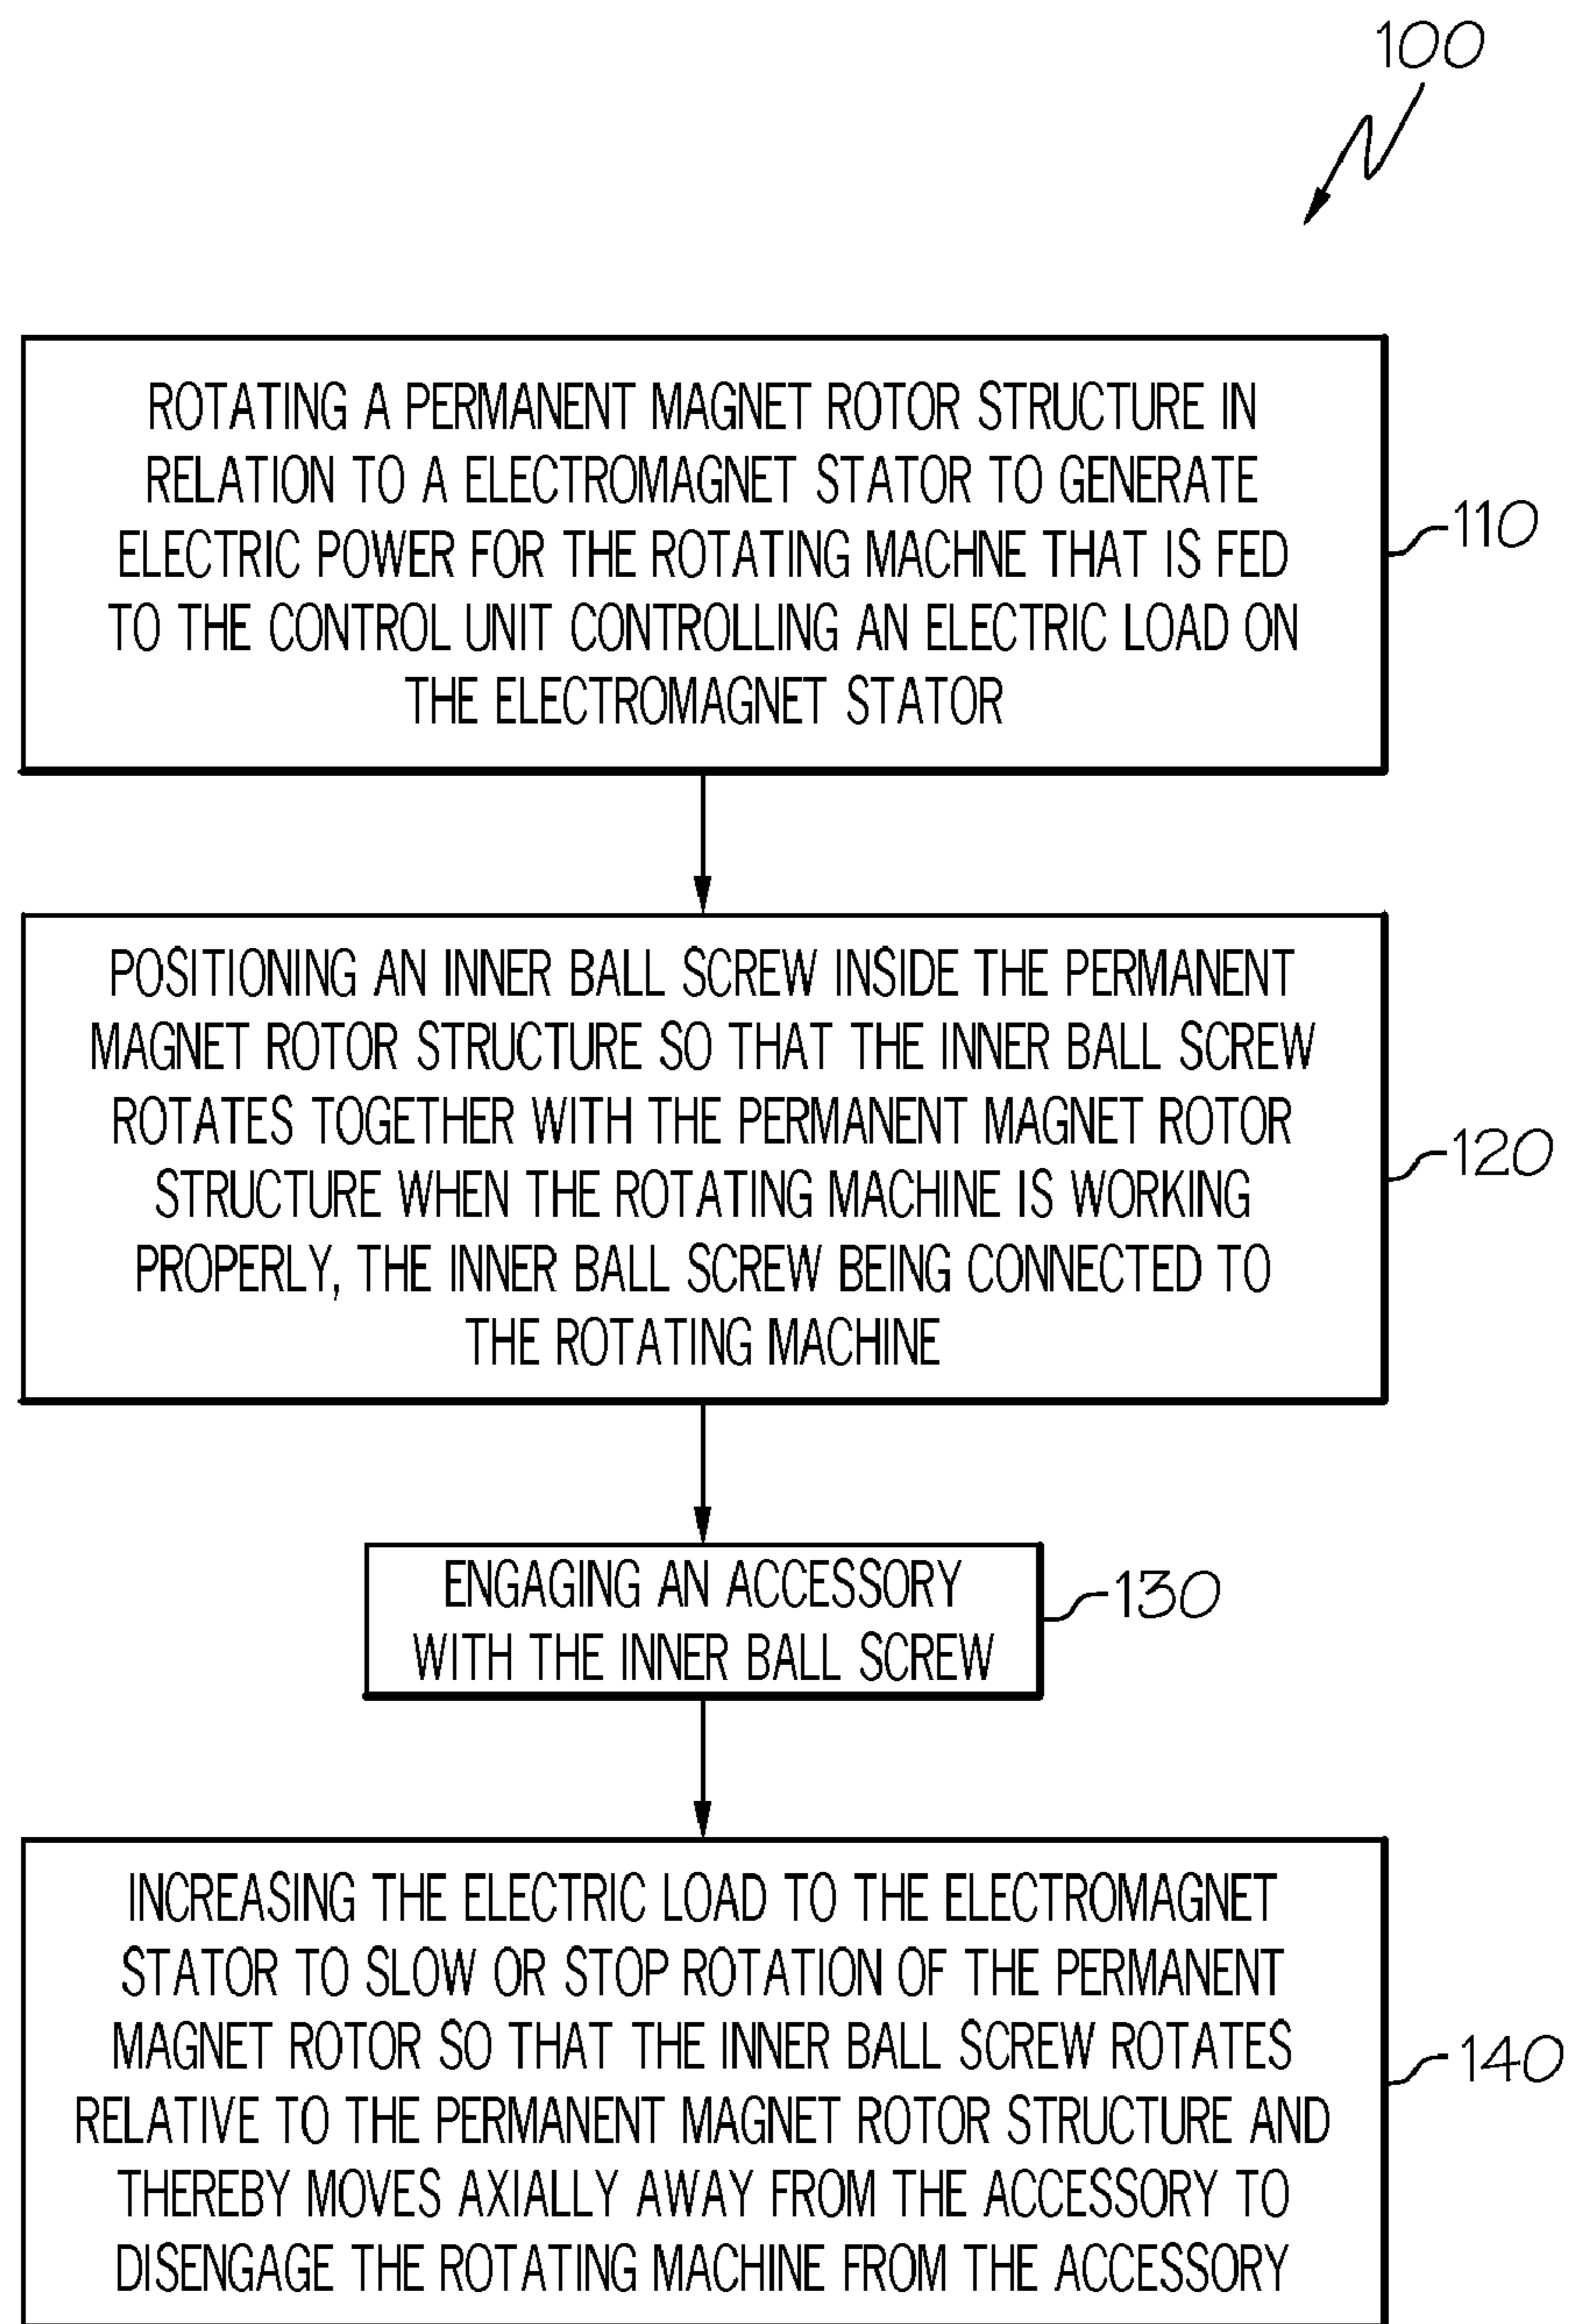 100
ROTATING A PERMANENT MAGNET ROTOR STRUCTURE IN
RELATION TO A ELECTROMAGNET STATOR TO GENERATE
ELECTRIC POWER FOR THE ROTATING MACHINE THAT IS FED
TO THE CONTROL UNIT CONTROLLING AN ELECTRIC LOAD ON
THE ELECTROMAGNET STATOR
110
POSITIONING AN INNER BALL SCREW INSIDE THE PERMANENT
MAGNET ROTOR STRUCTURE SO THAT THE INNER BALL SCREW
ROTATES TOGETHER WITH THE PERMANENT MAGNET ROTOR
STRUCTURE WHEN THE ROTATING MACHINE IS WORKING
PROPERLY, THE INNER BALL SCREW BEING CONNECTED TO
THE ROTATING MACHINE
120
ENGAGING AN ACCESSORY
WITH THE INNER BALL SCREW
130
INCREASING THE ELECTRIC LOAD TO THE ELECTROMAGNET
STATOR TO SLOW OR STOP ROTATION OF THE PERMANENT
MAGNET ROTOR SO THAT THE INNER BALL SCREW ROTATES
RELATIVE TO THE PERMANENT MAGNET ROTOR STRUCTURE AND
THEREBY MOVES AXIALLY AWAY FROM THE ACCESSORY TO
DISENGAGE THE ROTATING MACHINE FROM THE ACCESSORY
140